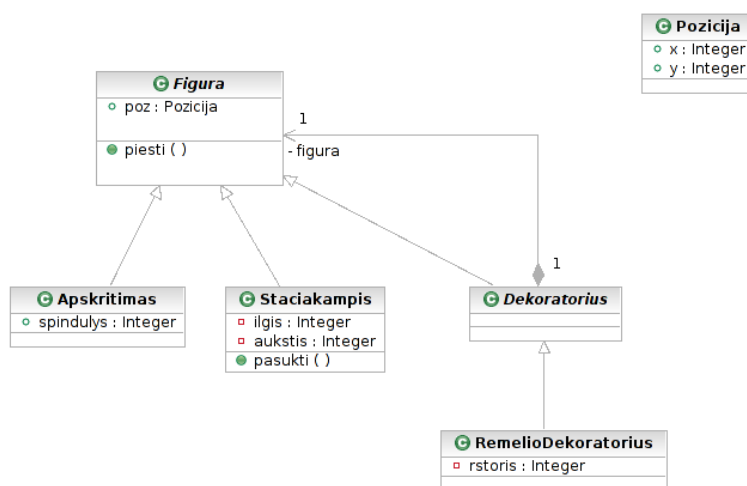 Pozicija
x : Integer
y : Integer
Figura
poz : Pozicija
piesti ( )
1
- figura
1
Apskritimas
spindulys : Integer
Staciakampis
ilgis : Integer
aukstis : Integer
pasukti ( )
Dekoratorius
RemelioDekoratorius
rstoris : Integer